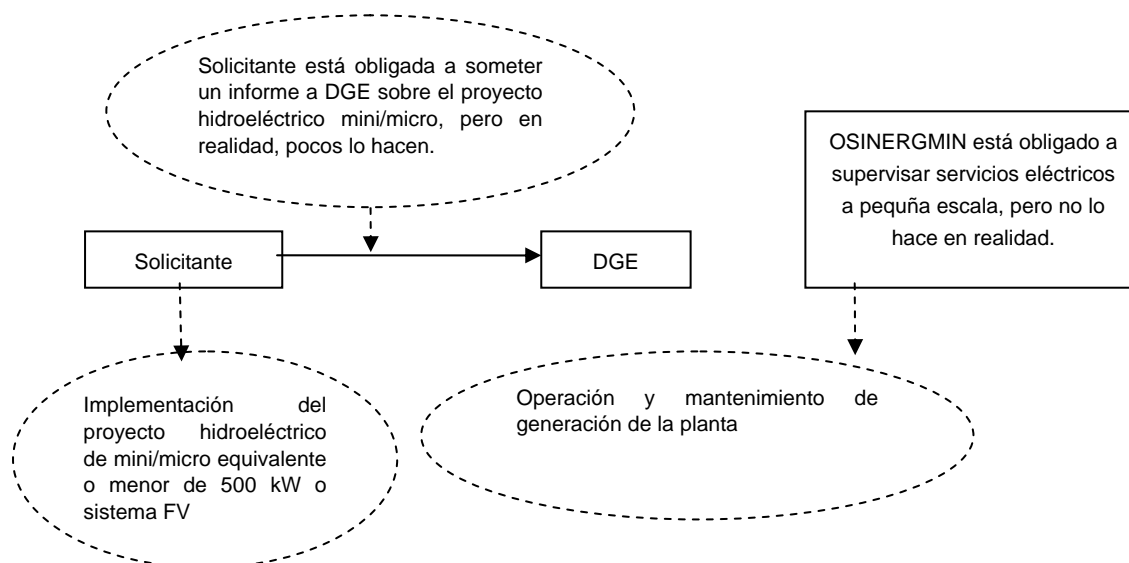 Solicitante está obligada a someter
un informe a DGE sobre el proyecto
hidroeléctrico mini/micro, pero en
realidad, pocos lo hacen.
OSINERGMIN está obligado a
supervisar servicios eléctricos
a pequña escala, pero no lo
hace en realidad.
Solicitante
DGE
Implementación del
proyecto hidroeléctrico
de mini/micro equivalente
o menor de 500 kW o
sistema FV
Operación y mantenimiento de
generación de la planta